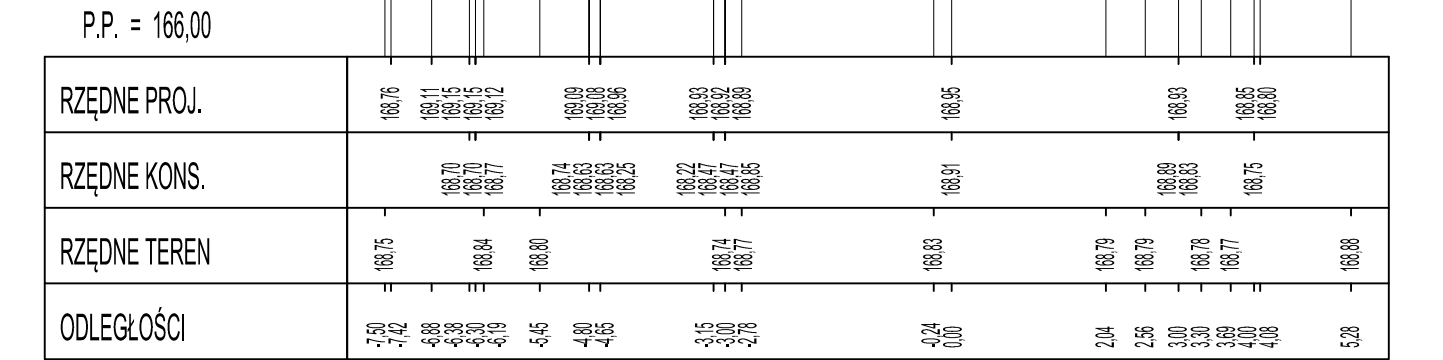 P.P. = 166,00
RZĘDNE PROJ. 168,76 169,11 169,15 169,15 169,12 169,09 169,08 168,96 168,93 168,92 168,89 168,95 168,93 168,85 168,80
RZĘDNE KONS. 168,70 168,70 168,77 168,74 168,63 168,63 168,25 168,22 168,47 168,47 168,85 168,91 168,89 168,83 168,75
RZĘDNE TEREN 168,75 168,84 168,80 168,74 168,77 168,83 168,79 168,79 168,78 168,77 168,88
ODLEGŁOŚCI -7,50 -7,42 -6,88 -6,38 -6,30 -6,19 -5,45 -4,80 -4,65 -3,15 -3,00 -2,78 -0,24 0,00 2,04 2,56 3,00 3,30 3,69 4,00 4,08 5,28